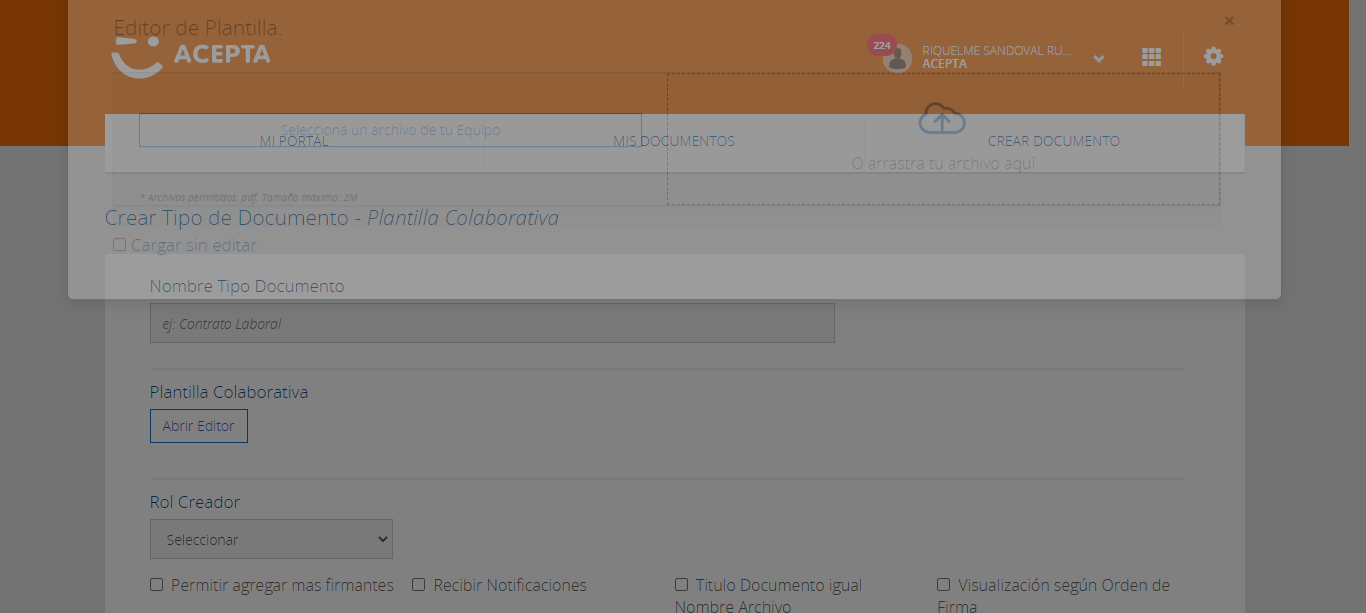 Editor de Plantilla.
×
ACEPTA
224
RIQUELME SANDOVAL RU...
ACEPTA
Selecciona un archivo de tu Equipo
MI PORTAL
MIS DOCUMENTOS
CREAR DOCUMENTO
O arrastra tu archivo aquí
* Archivos permitidos: pdf. Tamaño máximo: 2M
Crear Tipo de Documento - Plantilla Colaborativa
Cargar sin editar
Nombre Tipo Documento
ej: Contrato Laboral
Plantilla Colaborativa
Abrir Editor
Rol Creador
Seleccionar
Permitir agregar mas firmantes
Recibir Notificaciones
Titulo Documento igual
Nombre Archivo
Visualización según Orden de
Firma